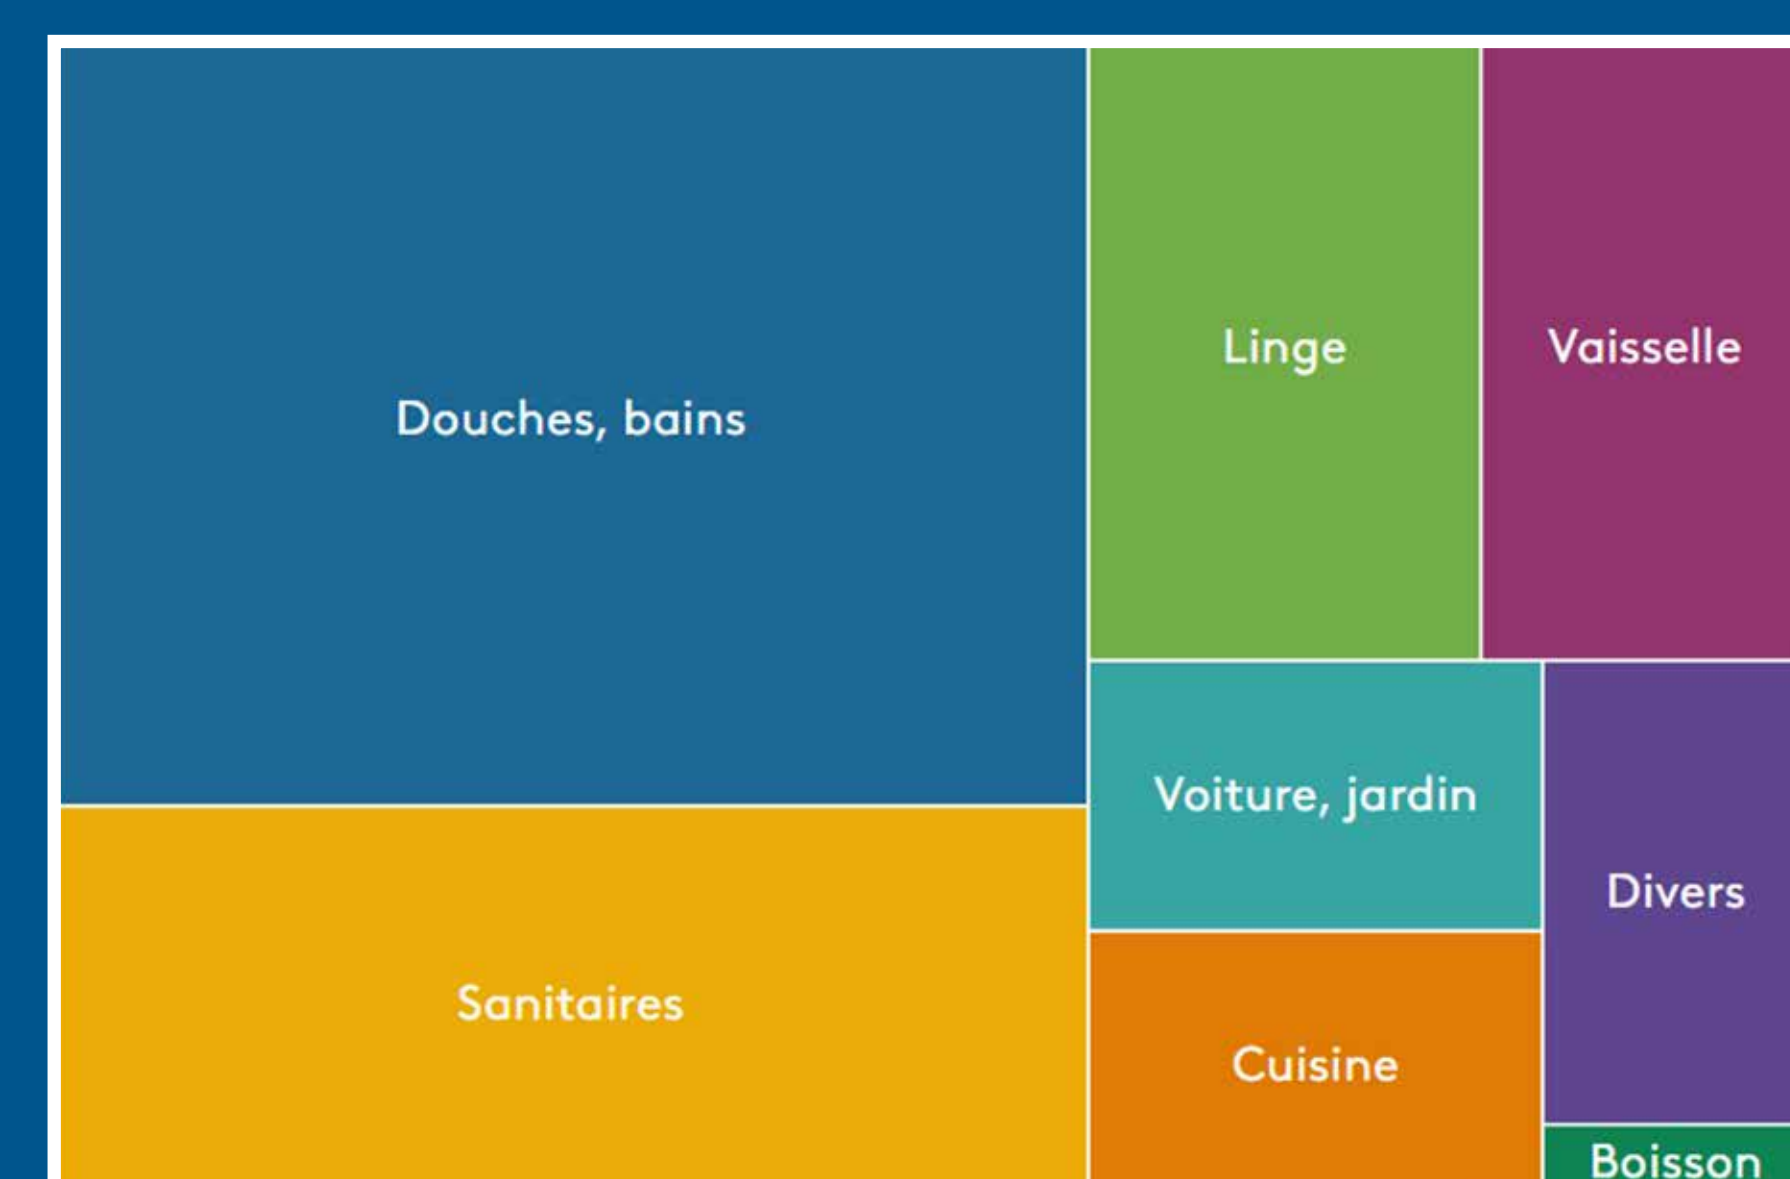 Douches, bains
Linge
Vaisselle
Voiture, jardin
Divers
Sanitaires
Cuisine
Boisson